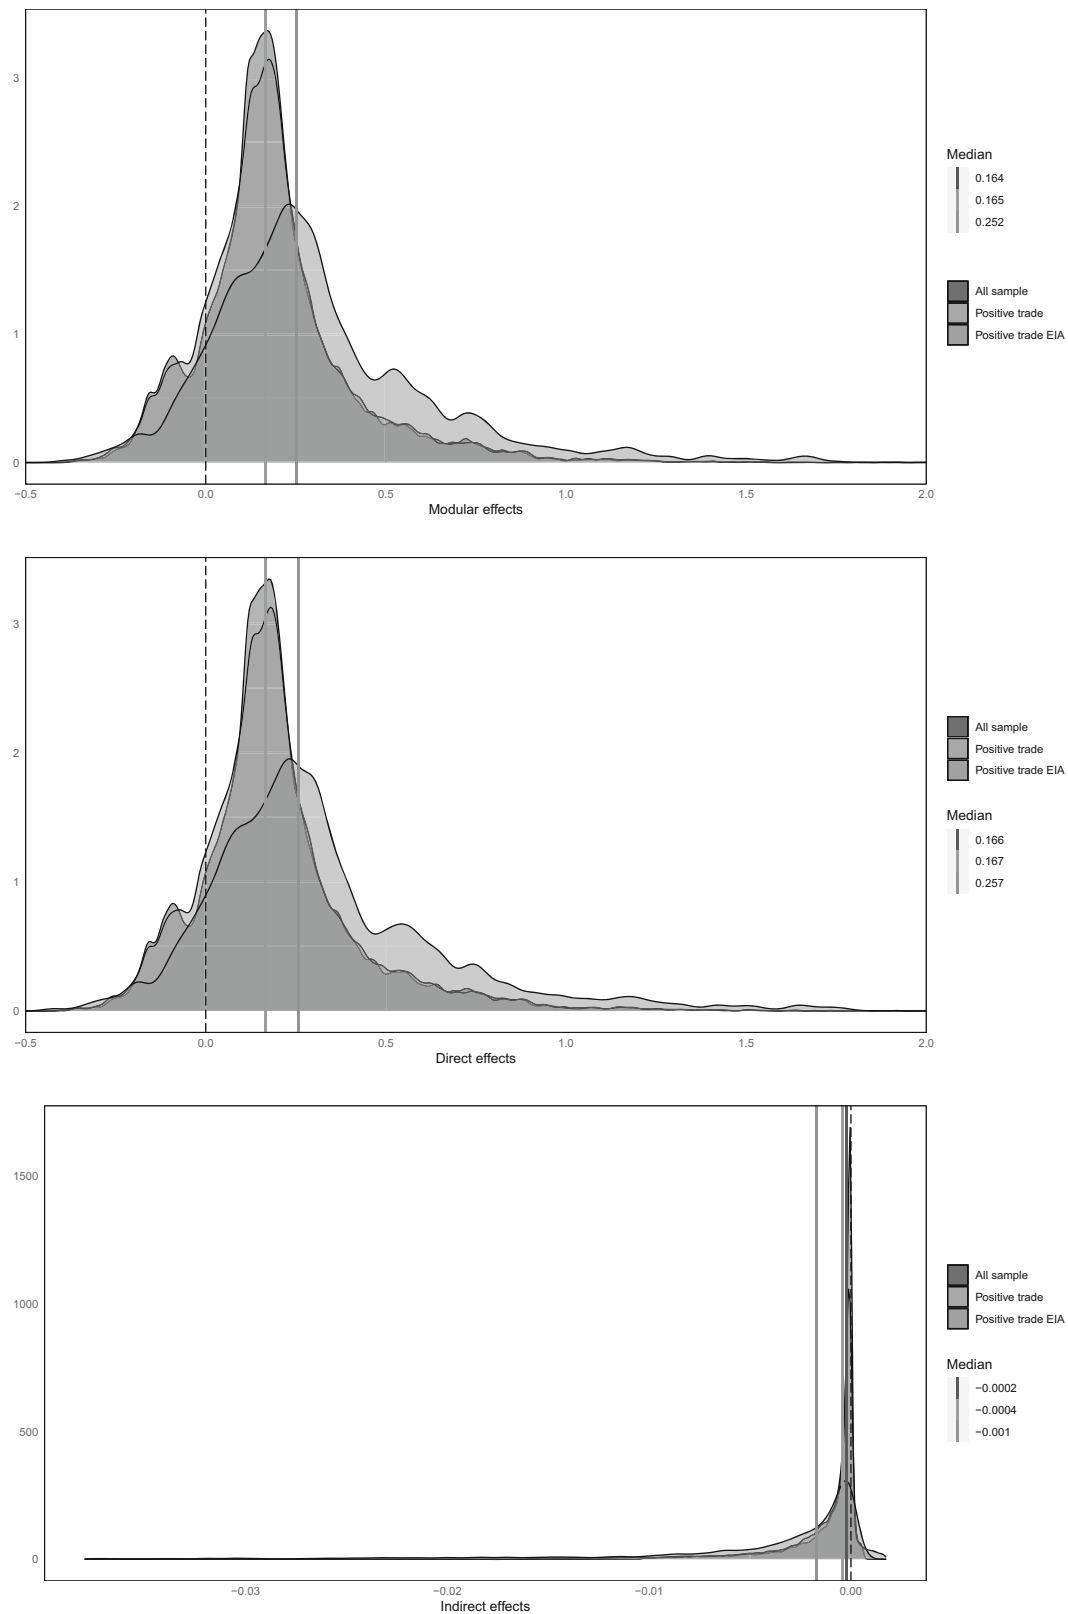 3
2
1
0
−0.5 0.0 0.5 1.0 1.5 2.0
Modular effects
Median
0.164
0.165
0.252
All sample
Positive trade
Positive trade EIA
3
2
1
0
−0.5 0.0 0.5 1.0 1.5 2.0
Direct effects
All sample
Positive trade
Positive trade EIA
Median
0.166
0.167
0.257
1500
1000
500
0
−0.03 −0.02 −0.01 0.00
Indirect effects
All sample
Positive trade
Positive trade EIA
Median
−0.0002
−0.0004
−0.001